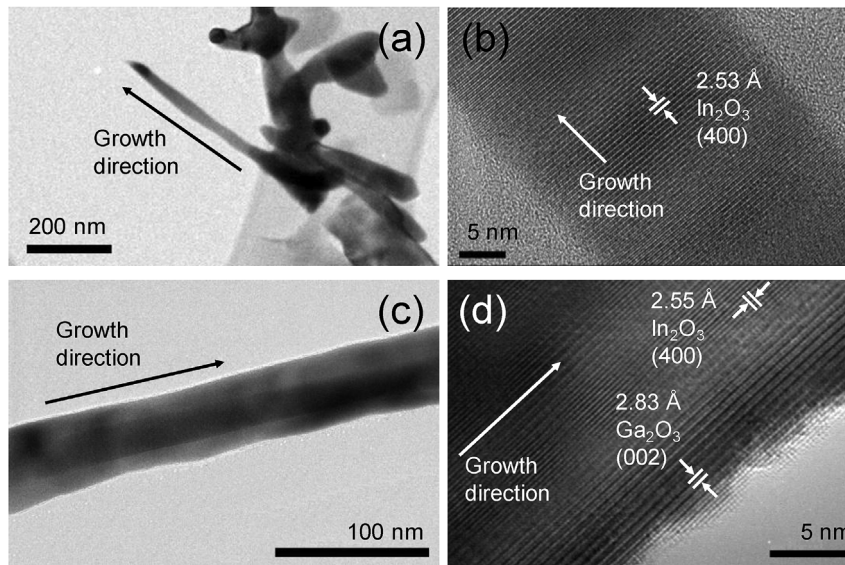 (a)
Growth
direction
200 nm
(b)
2.53 Å
In₂O₃
(400)
Growth
direction
5 nm
(c)
Growth
direction
100 nm
(d)
2.55 Å
In₂O₃
(400)
2.83 Å
Ga₂O₃
(002)
Growth
direction
5 nm